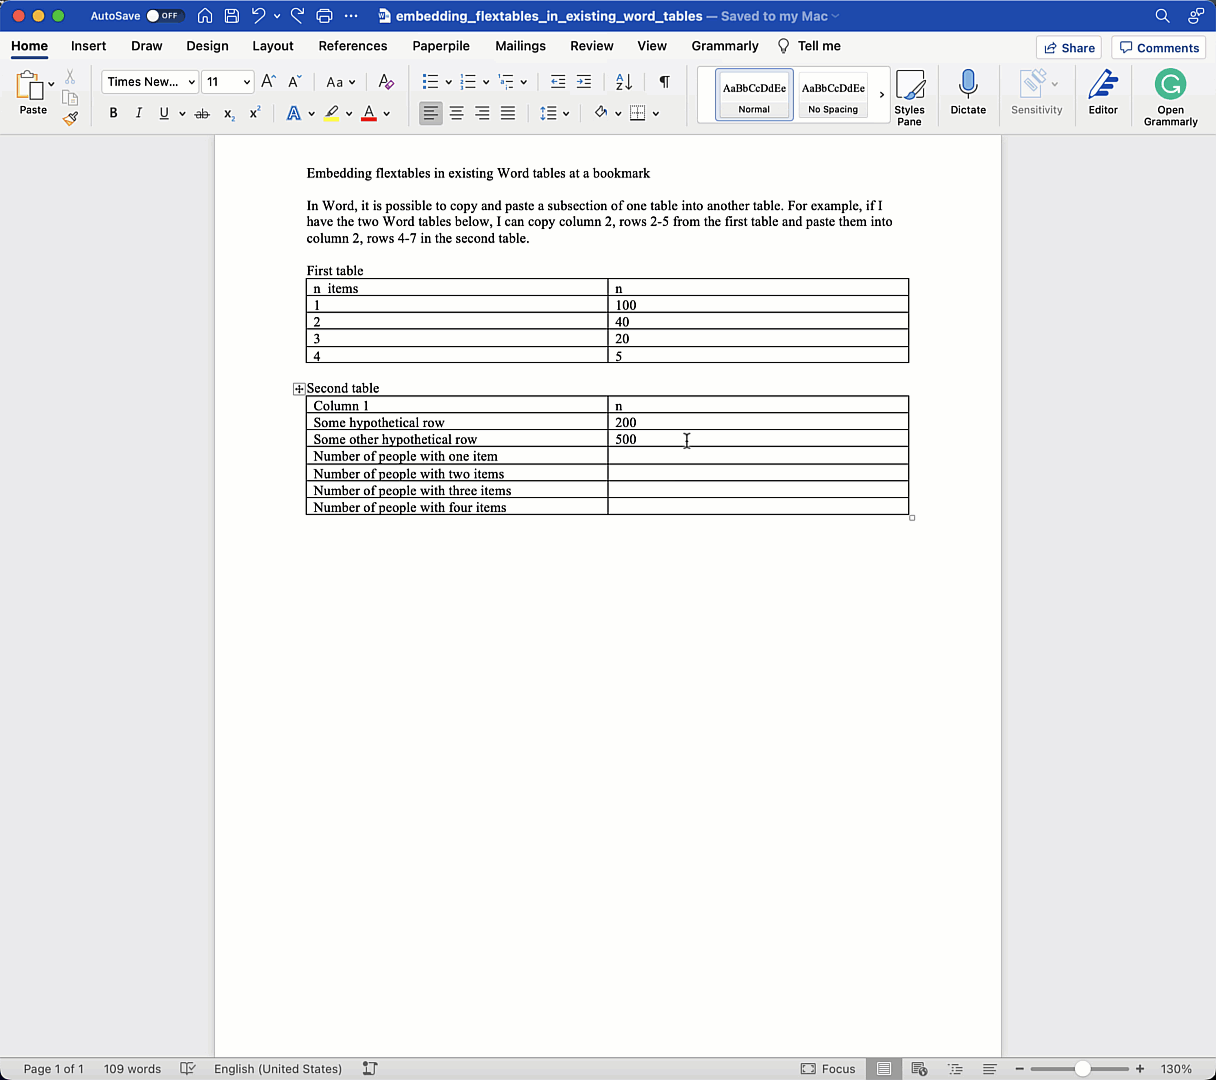 AutoSave OFF embedding_flextables_in_existing_word_tables — Saved to my Mac
Home Insert Draw Design Layout References Paperpile Mailings Review View Grammarly Tell me Share Comments
Paste Times New... 11 A A Aa A AaBbCcDdEe AaBbCcDdEe
Normal No Spacing Styles Pane Dictate Sensitivity Editor Open Grammarly
B I U ab x2 x2 A A
Embedding flextables in existing Word tables at a bookmark
In Word, it is possible to copy and paste a subsection of one table into another table. For example, if I
have the two Word tables below, I can copy column 2, rows 2-5 from the first table and paste them into
column 2, rows 4-7 in the second table.
First table
n_items n
1 100
2 40
3 20
4 5
Second table
Column 1 n
Some hypothetical row 200
Some other hypothetical row 500
Number of people with one item
Number of people with two items
Number of people with three items
Number of people with four items
Page 1 of 1 109 words English (United States) Focus 130%